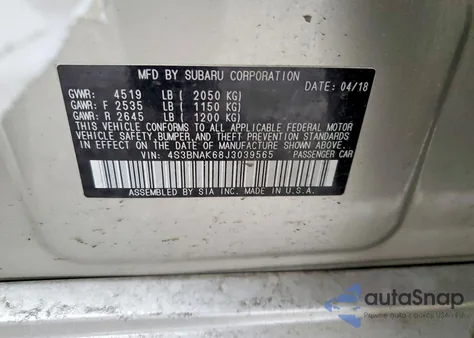 MFD BY SUBARU CORPORATION
GVWR: 4519 LB ( 2050 KG) DATE: 04/18
GAWR: F 2535 LB ( 1150 KG)
GAWR: R 2645 LB ( 1200 KG)
THIS VEHICLE CONFORMS TO ALL APPLICABLE FEDERAL MOTOR
VEHICLE SAFETY, BUMPER, AND THEFT PREVENTION STANDARDS
IN EFFECT ON THE DATE OF MANUFACTURE SHOWN ABOVE.
VIN: 4S3BNAK68J3039565 PASSENGER CAR
ASSEMBLED BY SIA INC. MADE IN U.S.A.
autoSnap